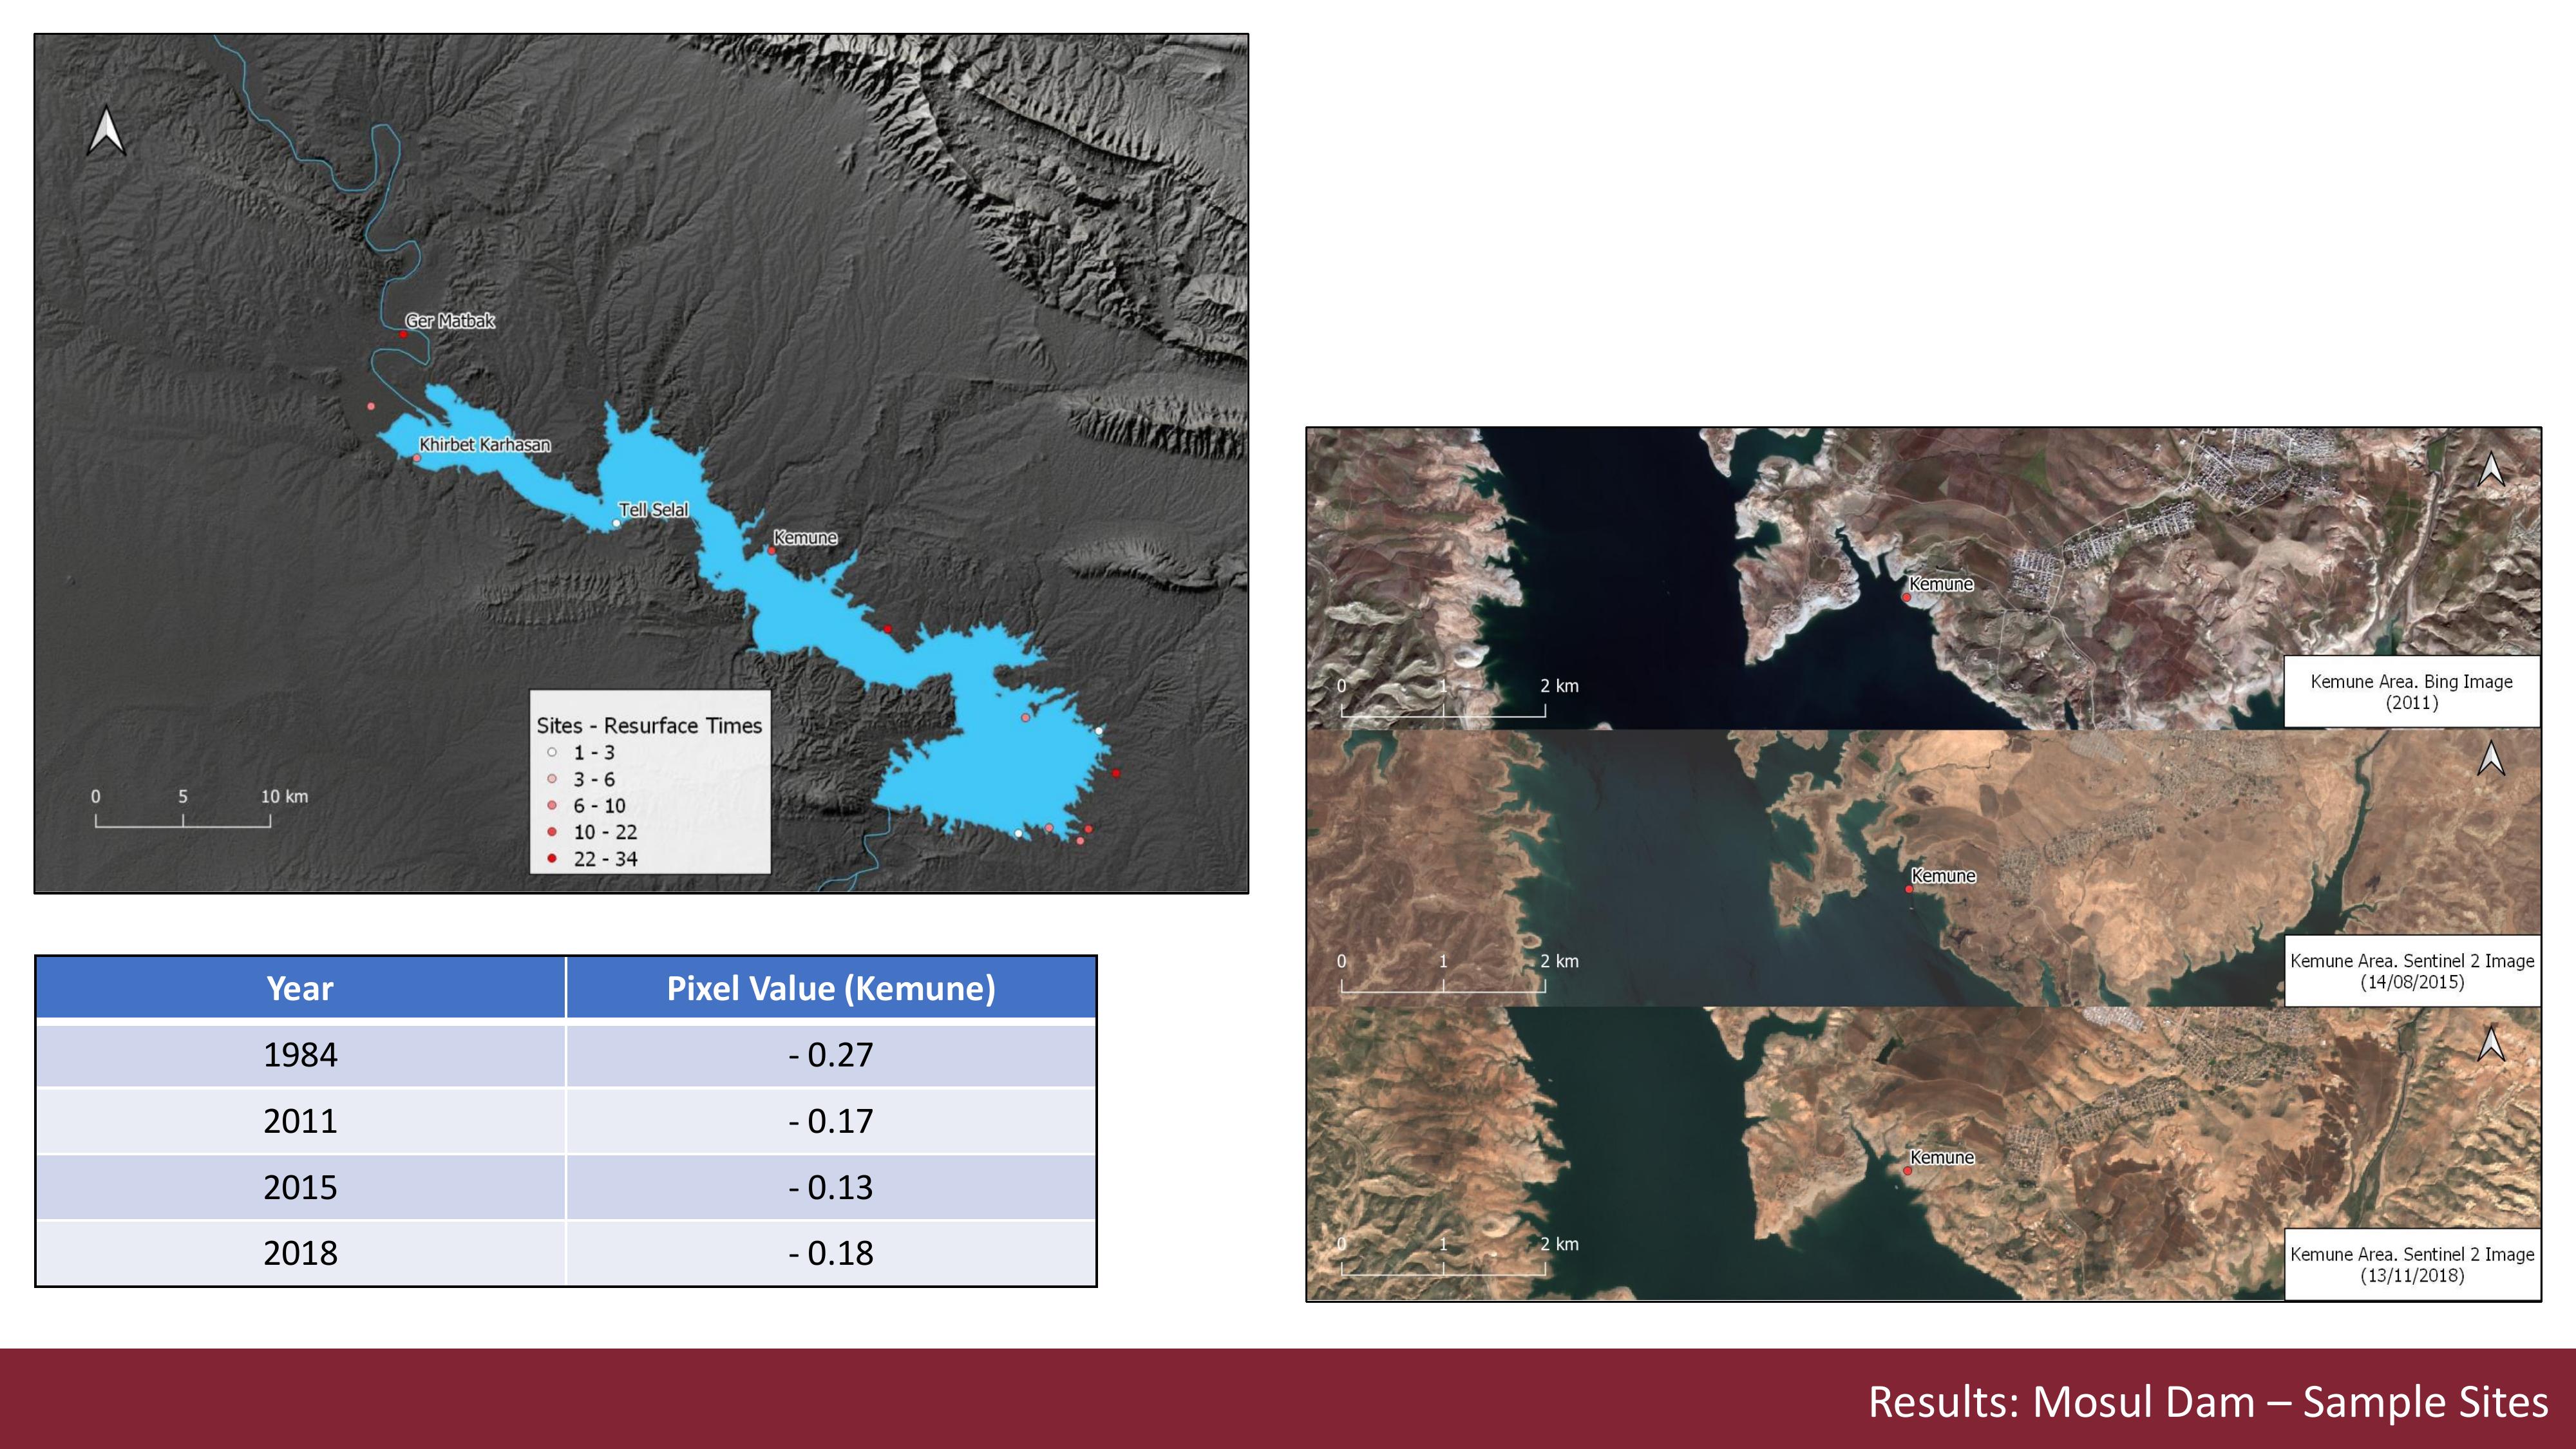 Ger Matbak
Khirbet Karhasan
Tell Selal
Kemune
Sites - Resurface Times
1 - 3
3 - 6
6 - 10
10 - 22
22 - 34
0 5 10 km
Year Pixel Value (Kemune)
1984 - 0.27
2011 - 0.17
2015 - 0.13
2018 - 0.18
Kemune
0 1 2 km
Kemune Area. Bing Image
(2011)
Kemune
0 1 2 km
Kemune Area. Sentinel 2 Image
(14/08/2015)
Kemune
0 1 2 km
Kemune Area. Sentinel 2 Image
(13/11/2018)
Results: Mosul Dam – Sample Sites